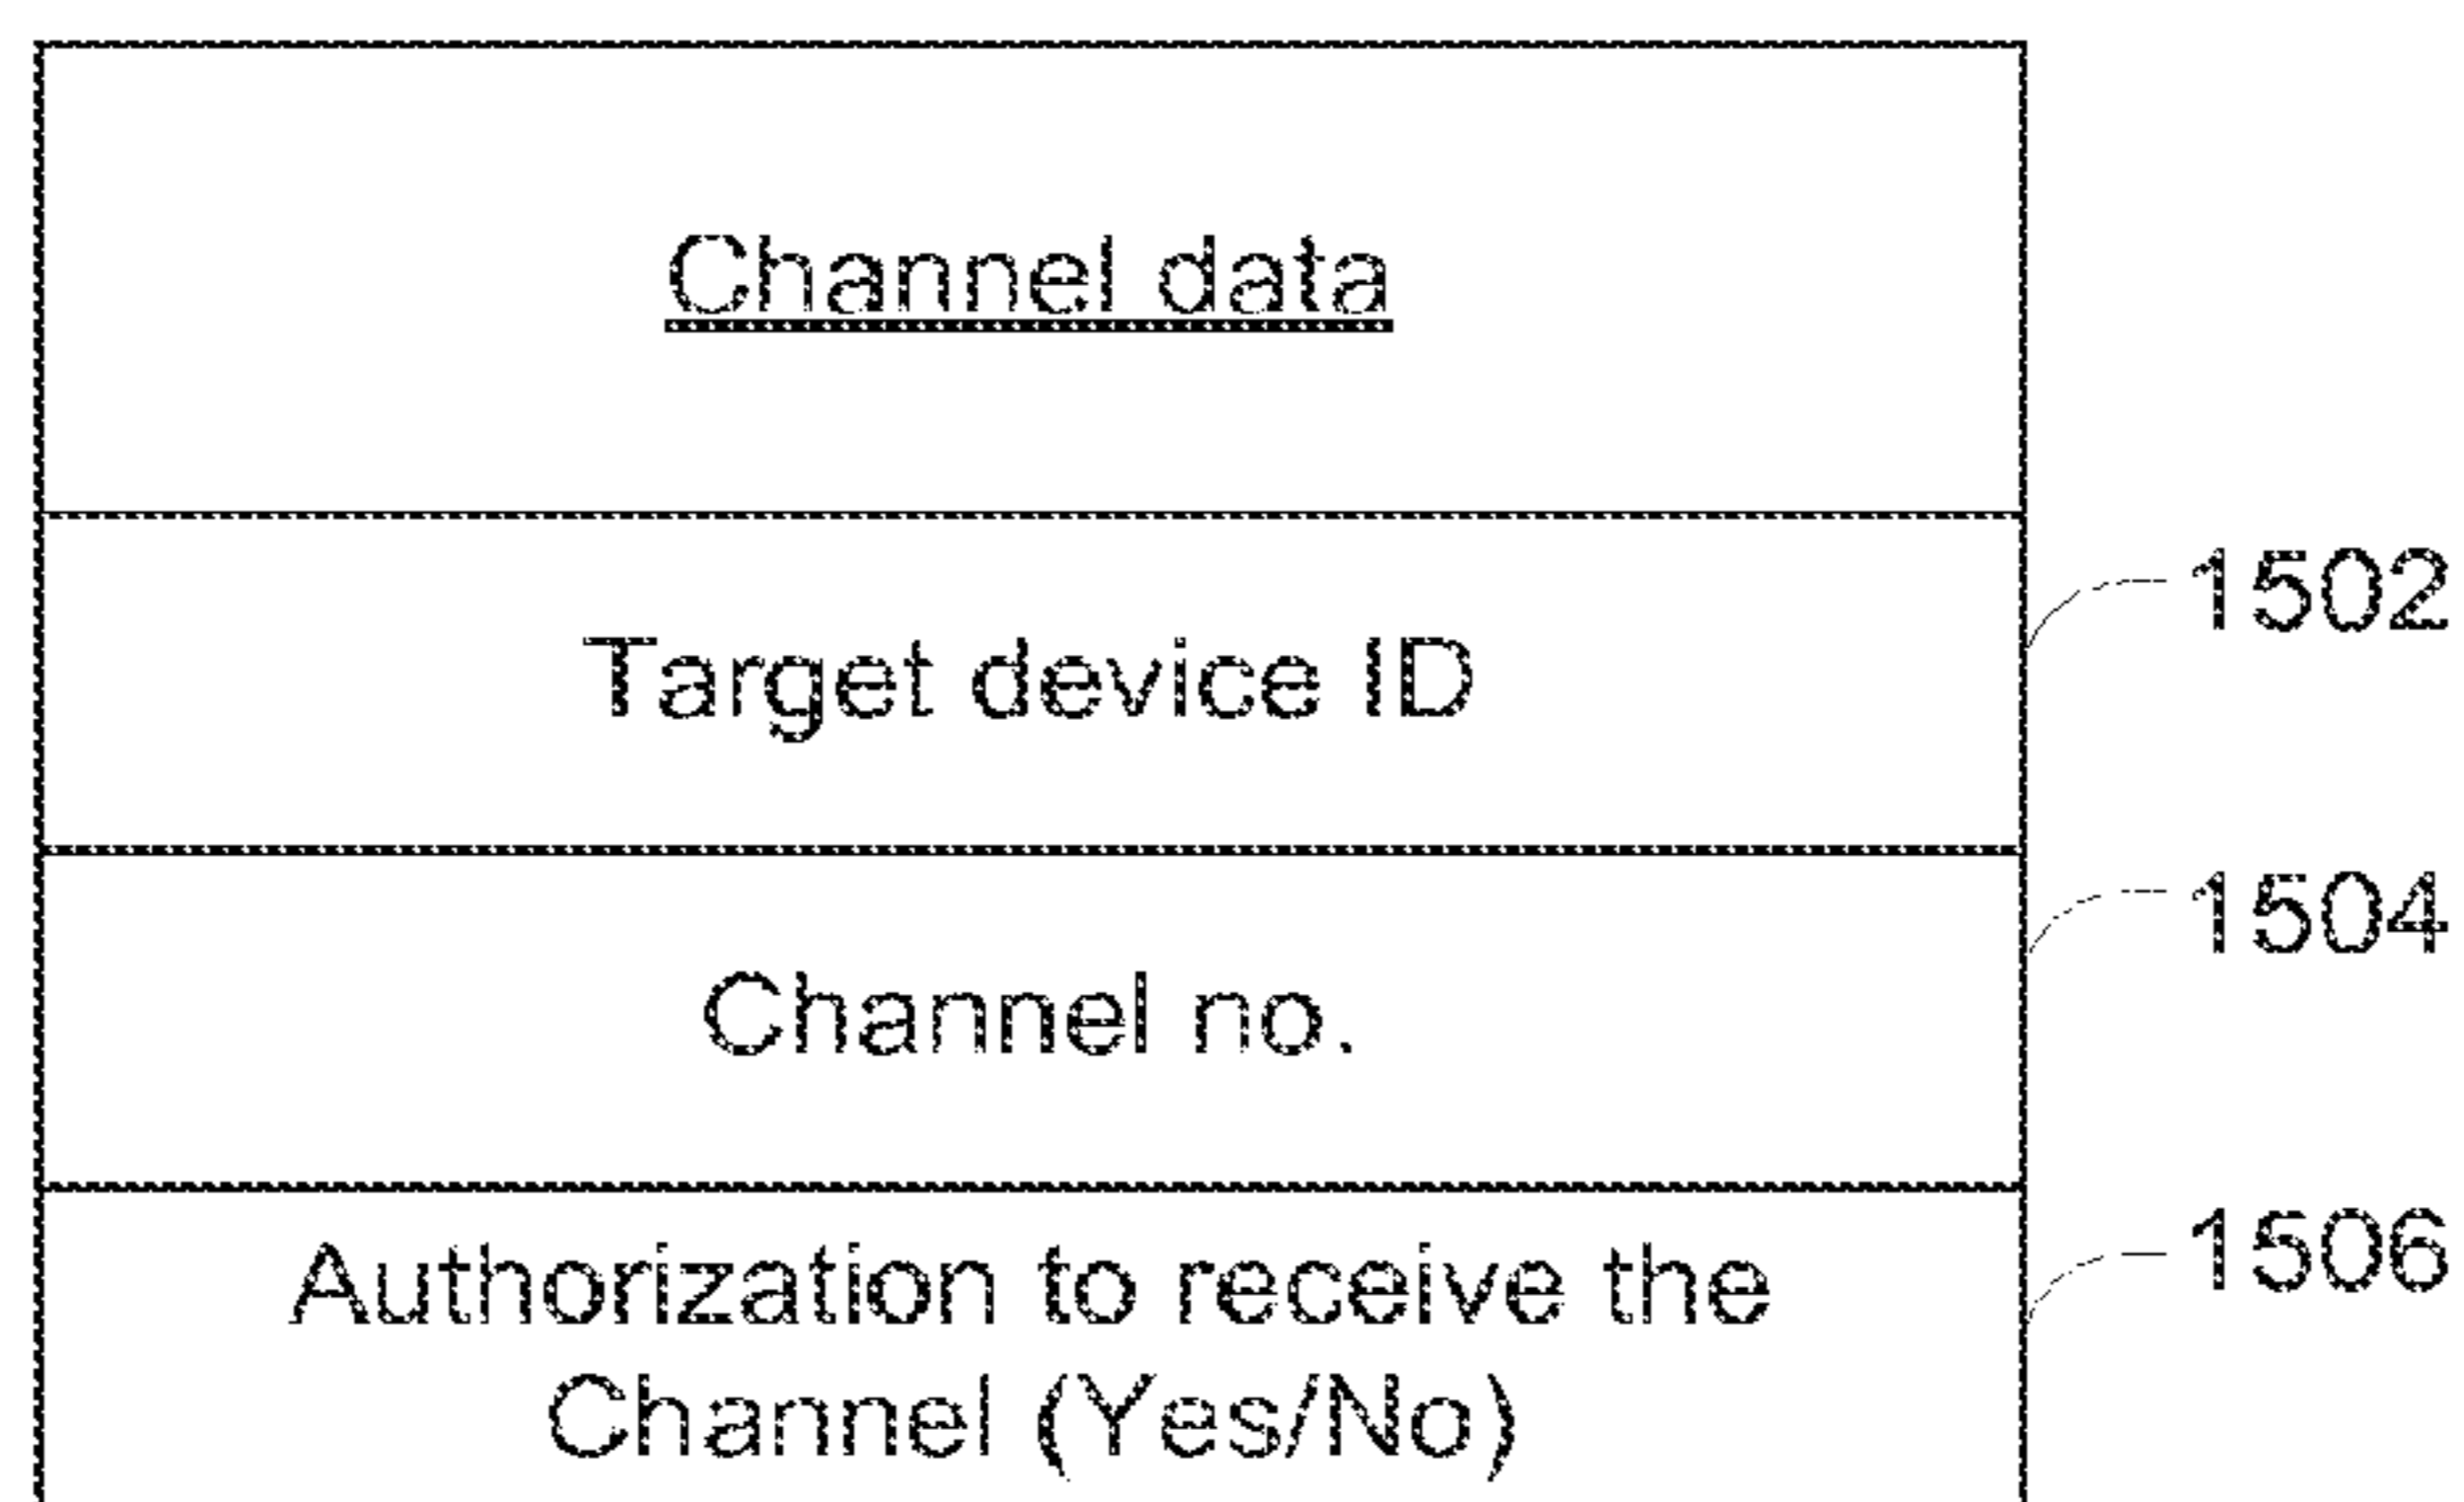 Channel data
Target device ID
1502
Channel no.
1504
Authorization to receive the
Channel (Yes/No)
1506